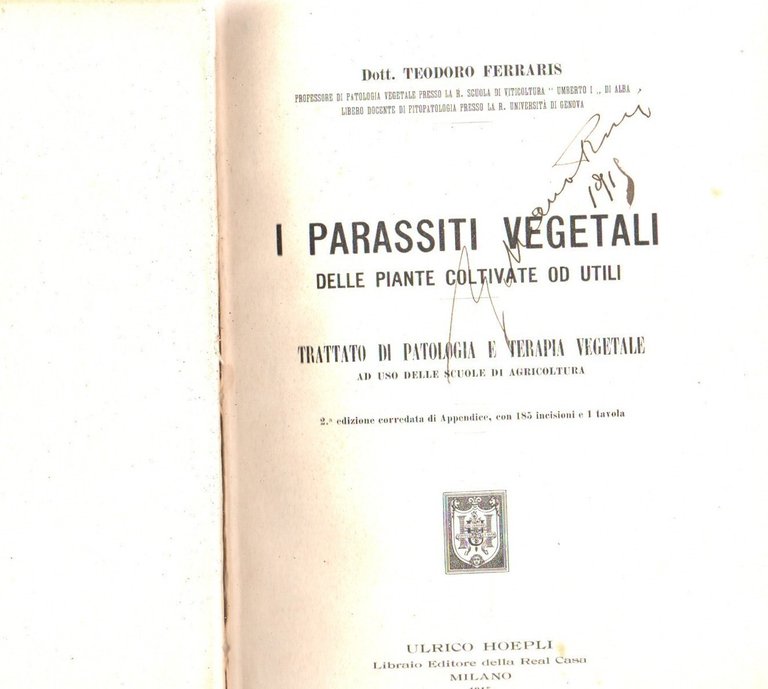 Dott. TEODORO FERRARIS
PROFESSORE DI PATOLOGIA VEGETALE PRESSO LA R. SCUOLA DI VITICOLTURA " UMBERTO I „ DI ALBA
LIBERO DOCENTE DI FITOPATOLOGIA PRESSO LA R. UNIVERSITÀ DI GENOVA
1915
I PARASSITI VEGETALI
DELLE PIANTE COLTIVATE OD UTILI
TRATTATO DI PATOLOGIA E TERAPIA VEGETALE
AD USO DELLE SCUOLE DI AGRICOLTURA
2.ª edizione corredata di Appendice, con 185 incisioni e 1 tavola
ULRICO HOEPLI
Libraio Editore della Real Casa
MILANO